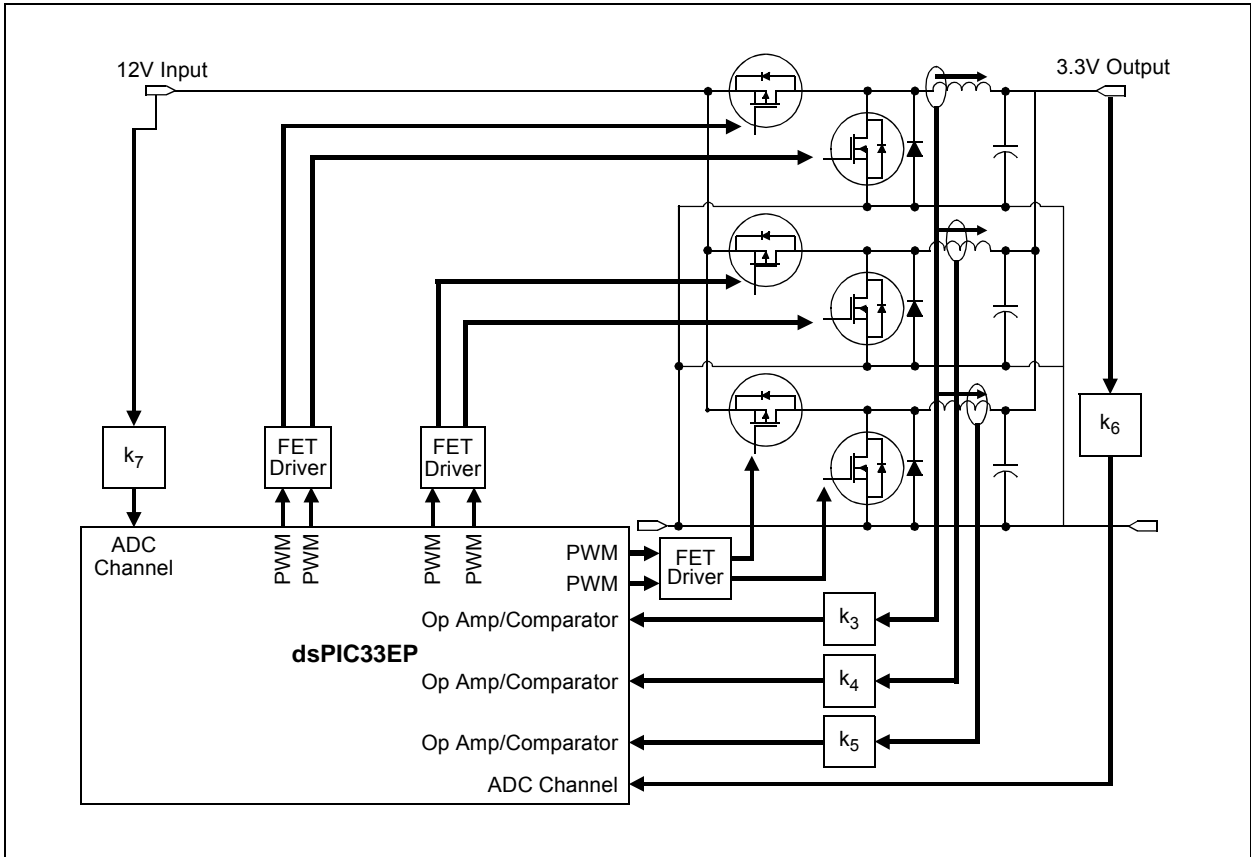 12V Input
3.3V Output
k7
FET
Driver
FET
Driver
k6
ADC
Channel
PWM
PWM
PWM
PWM
PWM
PWM
FET
Driver
Op Amp/Comparator
k3
dsPIC33EP
Op Amp/Comparator
k4
Op Amp/Comparator
k5
ADC Channel